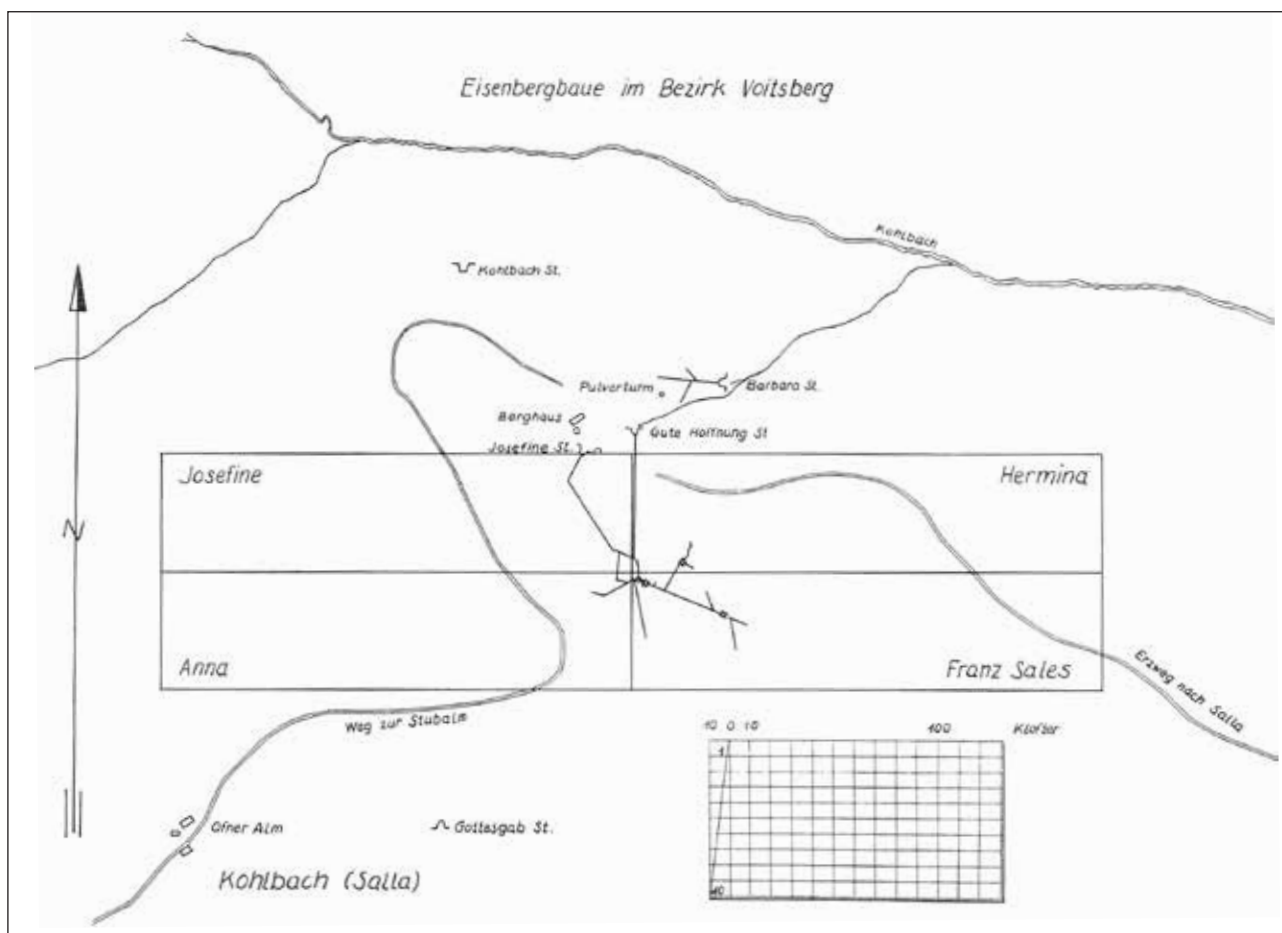 Eisenbergbaue im Bezirk Voitsberg
Kohlbach
Kohlbach St.
Pulverturm
Barbara St.
Berghaus
Gute Hoffnung St
Josefine St.
Josefine
Hermina
N
Anna
Franz Sales
Erzweg nach Salla
Weg zur Stubalm
10 0 10 100 Klafter
1
10
Ofner Alm
Gottesgab St.
Kohlbach (Salla)